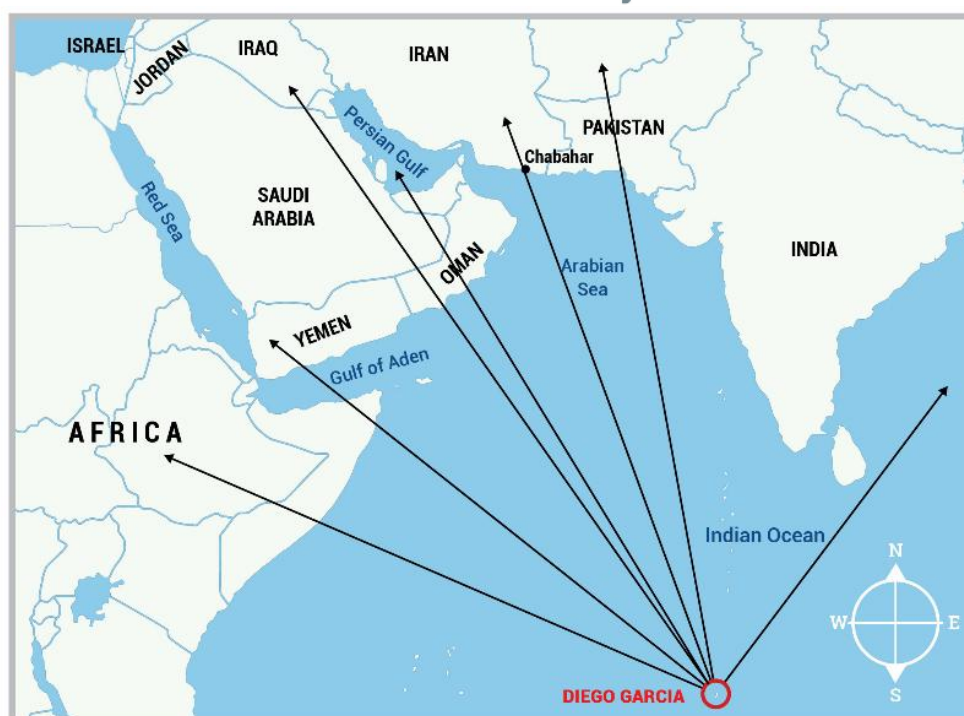 ISRAEL
JORDAN
IRAQ
IRAN
PAKISTAN
Persian Gulf
Chabahar
Red Sea
SAUDI
ARABIA
OMAN
Arabian
Sea
INDIA
YEMEN
Gulf of Aden
AFRICA
Indian Ocean
N
W
E
S
DIEGO GARCIA